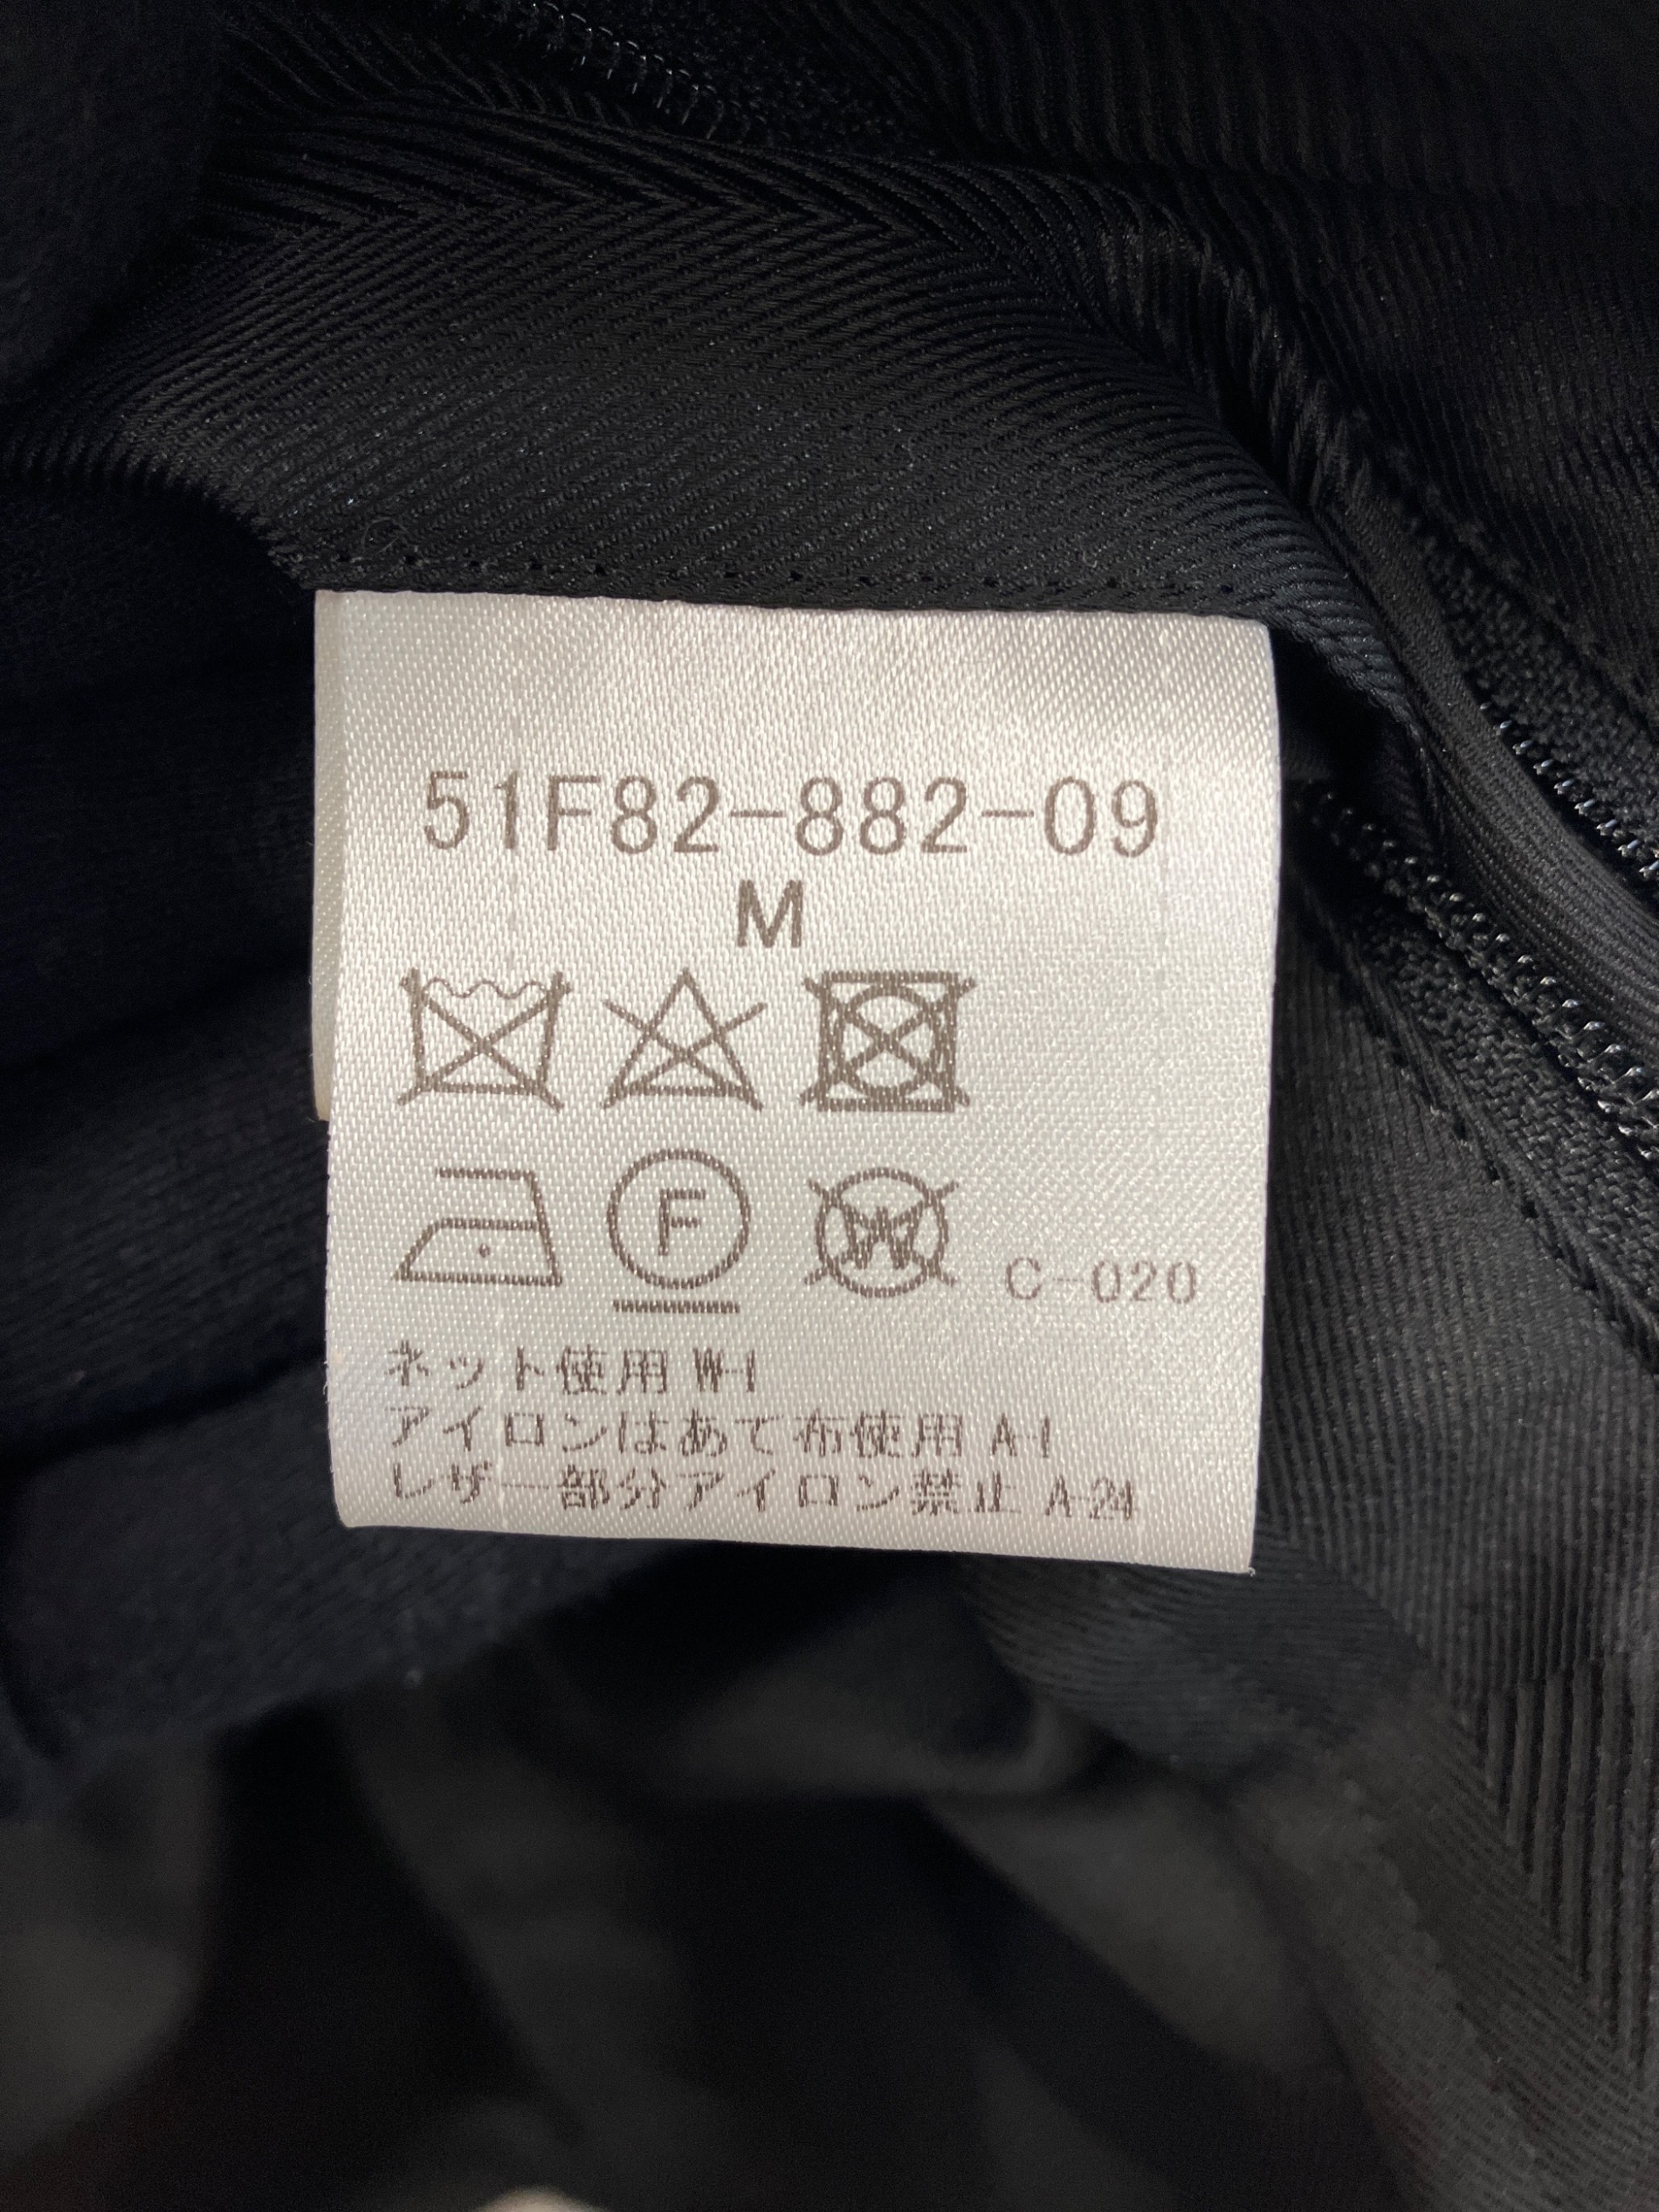 51F82-882-09
M
F W C-020
ネット使用 W-1
アイロンはあて布使用 A-1
レザー部分アイロン禁止 A-24